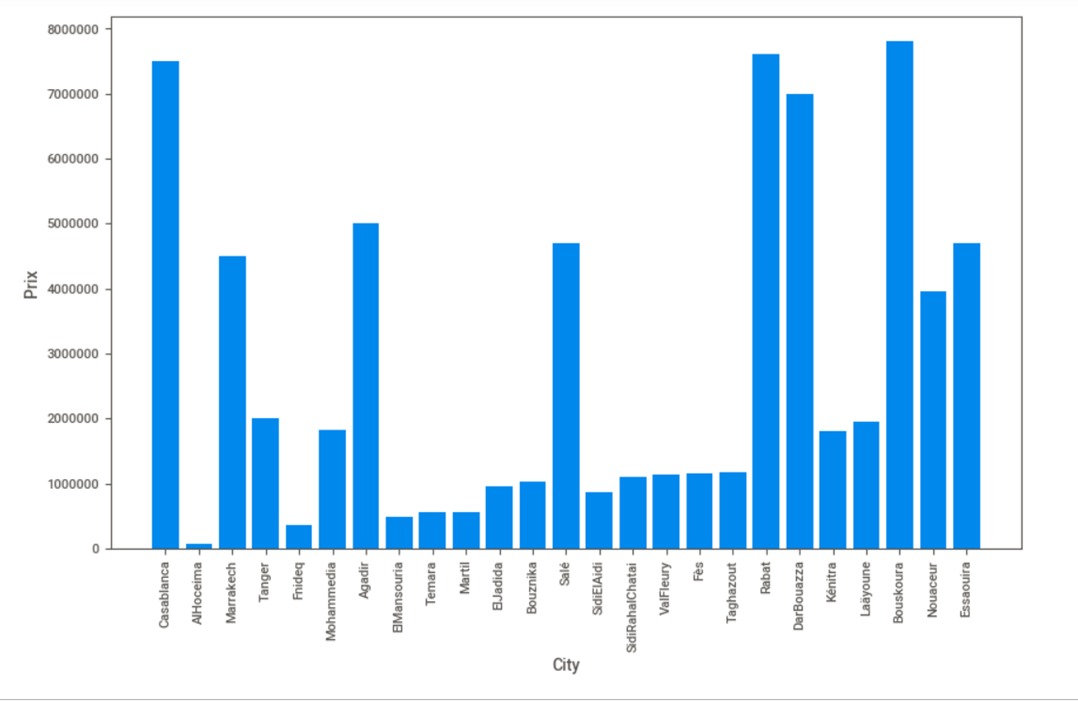 8000000
7000000
6000000
5000000
4000000
3000000
2000000
1000000
0
Prix
Casablanca
AlHoceima
Marrakech
Tanger
Fnideq
Mohammedia
Agadir
ElMansouria
Temara
Martil
ElJadida
Bouznika
Salé
SidiElAidi
SidiRahalChatai
ValFleury
Fès
Taghazout
Rabat
DarBouazza
Kénitra
Laâyoune
Bouskoura
Nouaceur
Essaouira
City